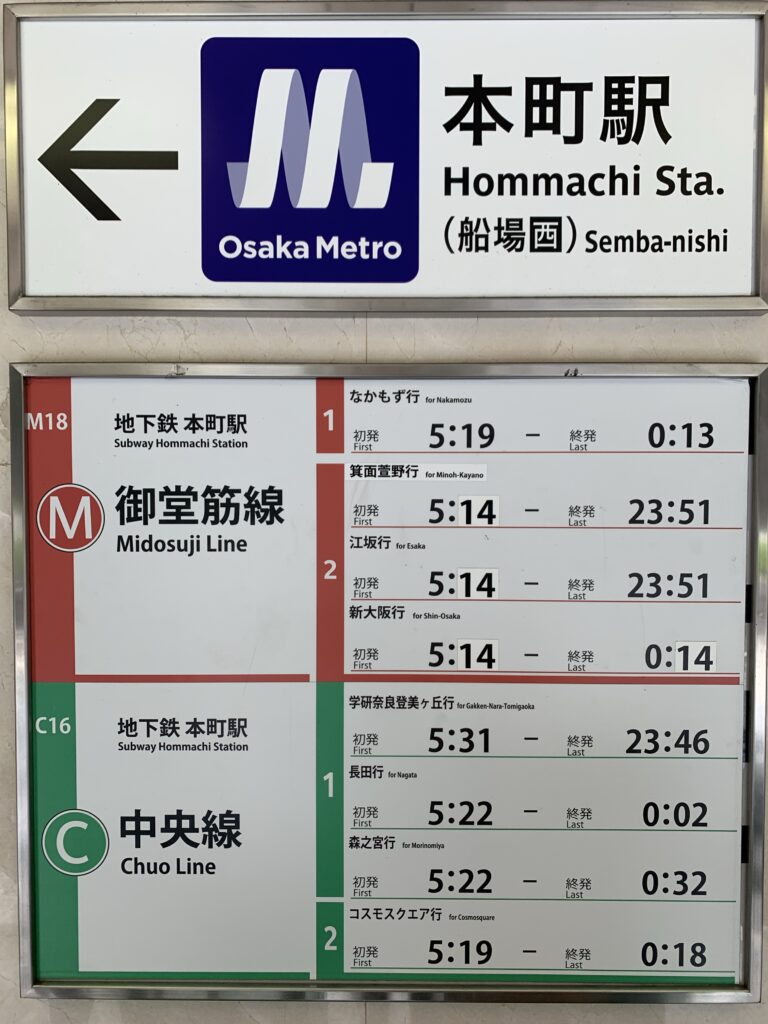 ←
Osaka Metro
本町駅
Hommachi Sta.
(船場西) Semba-nishi
M18
地下鉄 本町駅
Subway Hommachi Station
M 御堂筋線
Midosuji Line
1
なかもず行 for Nakamozu
初発 First 5:19 － 終発 Last 0:13
2
箕面萱野行 for Minoh-Kayano
初発 First 5:14 － 終発 Last 23:51
江坂行 for Esaka
初発 First 5:14 － 終発 Last 23:51
新大阪行 for Shin-Osaka
初発 First 5:14 － 終発 Last 0:14
C16
地下鉄 本町駅
Subway Hommachi Station
C 中央線
Chuo Line
1
学研奈良登美ヶ丘行 for Gakken-Nara-Tomigaoka
初発 First 5:31 － 終発 Last 23:46
長田行 for Nagata
初発 First 5:22 － 終発 Last 0:02
森之宮行 for Morinomiya
初発 First 5:22 － 終発 Last 0:32
2
コスモスクエア行 for Cosmosquare
初発 First 5:19 － 終発 Last 0:18